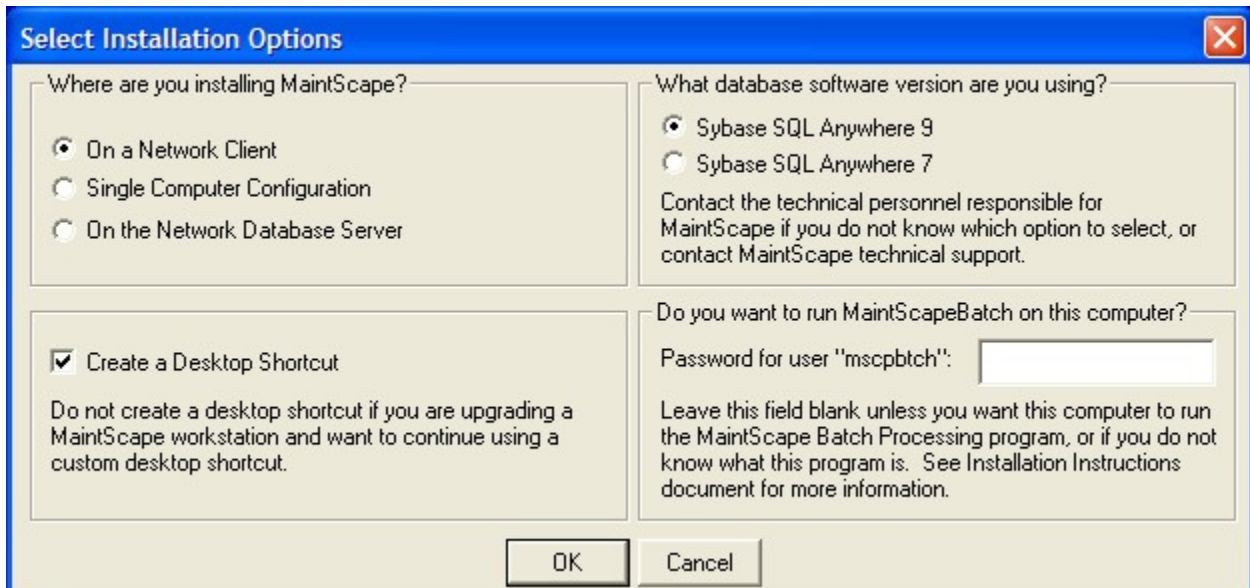 Select Installation Options
Where are you installing MaintScape?
On a Network Client
Single Computer Configuration
On the Network Database Server
What database software version are you using?
Sybase SQL Anywhere 9
Sybase SQL Anywhere 7
Contact the technical personnel responsible for
MaintScape if you do not know which option to select, or
contact MaintScape technical support.
Create a Desktop Shortcut
Do not create a desktop shortcut if you are upgrading a
MaintScape workstation and want to continue using a
custom desktop shortcut.
Do you want to run MaintScapeBatch on this computer?
Password for user "mscpbtch":
Leave this field blank unless you want this computer to run
the MaintScape Batch Processing program, or if you do not
know what this program is.  See Installation Instructions
document for more information.
OK
Cancel